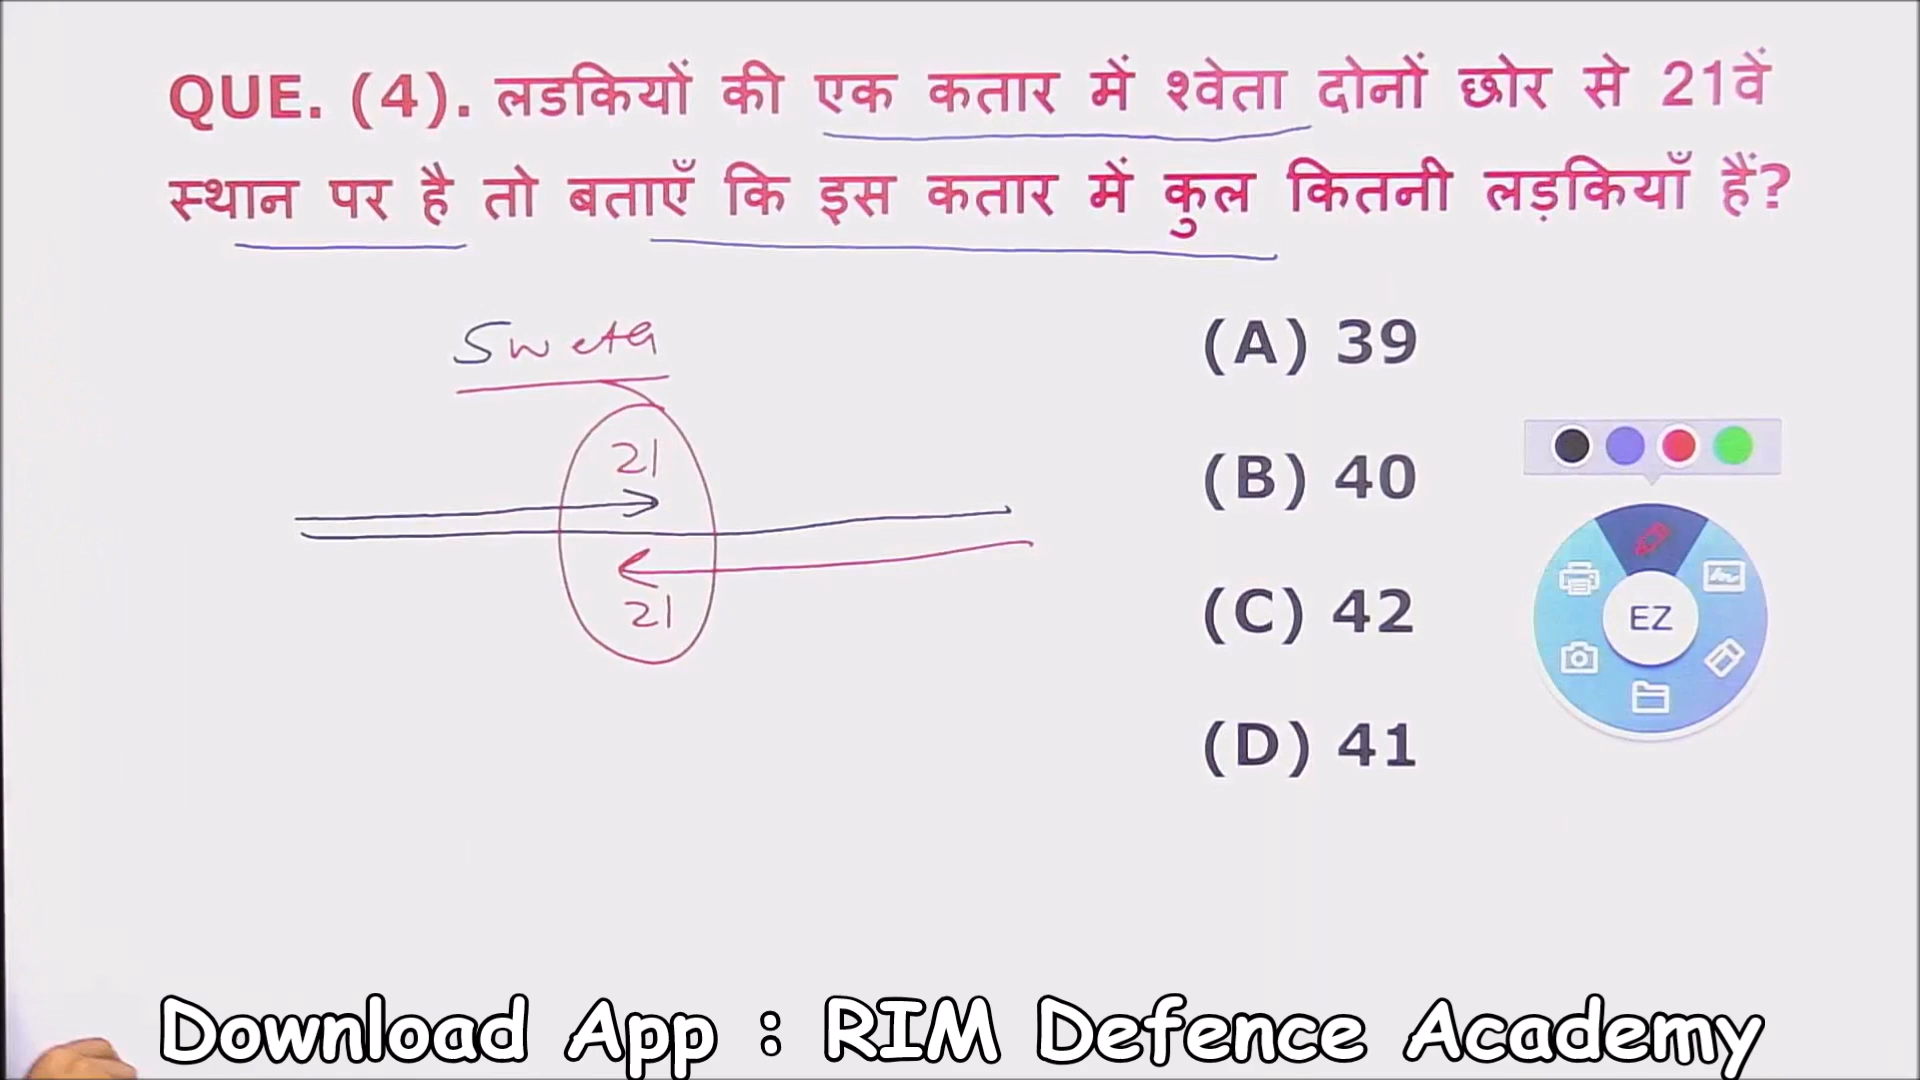 QUE. (4). लडकियों की एक कतार में श्वेता दोनों छोर से 21वें
स्थान पर है तो बताएँ कि इस कतार में कुल कितनी लड़कियाँ हैं?
Sweta
21
21
(A) 39
(B) 40
(C) 42
(D) 41
EZ
Download App : RIM Defence Academy